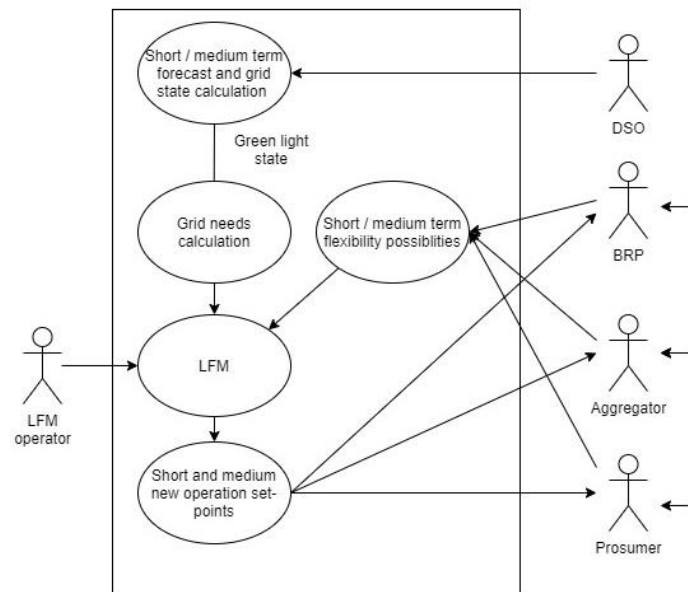 Short / medium term
forecast and grid
state calculation
DSO
Green light
state
Grid needs
calculation
Short / medium term
flexibility possiblities
BRP
LFM
LFM
operator
Aggregator
Short and medium
new operation set-
points
Prosumer